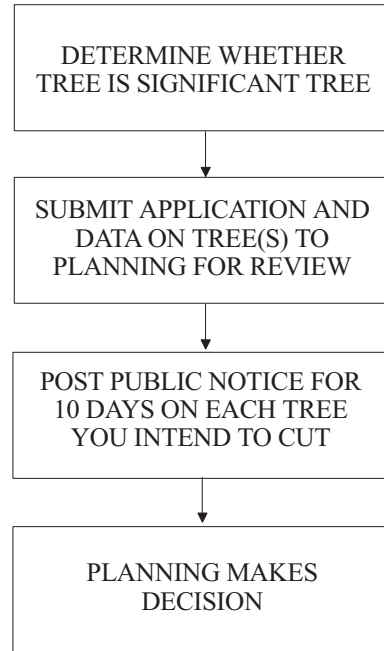 DETERMINE WHETHER
TREE IS SIGNIFICANT TREE
SUBMIT APPLICATION AND
DATA ON TREE(S) TO
PLANNING FOR REVIEW
POST PUBLIC NOTICE FOR
10 DAYS ON EACH TREE
YOU INTEND TO CUT
PLANNING MAKES
DECISION